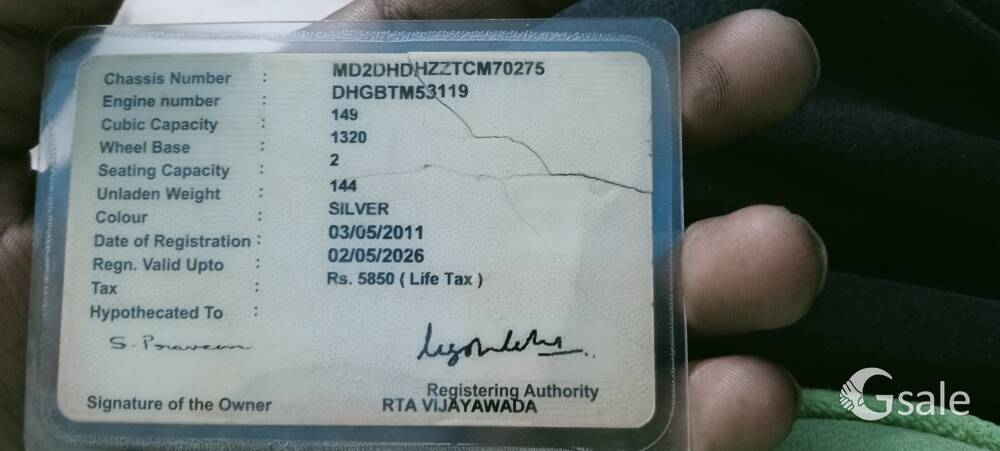 Chassis Number : MD2DHDHZZTCM70275
Engine number : DHGBTM53119
Cubic Capacity : 149
Wheel Base : 1320
Seating Capacity : 2
Unladen Weight : 144
Colour : SILVER
Date of Registration : 03/05/2011
Regn. Valid Upto : 02/05/2026
Tax : Rs. 5850 ( Life Tax )
Hypothecated To :
S. Praveen
Registering Authority
Signature of the Owner RTA VIJAYAWADA
Gsale